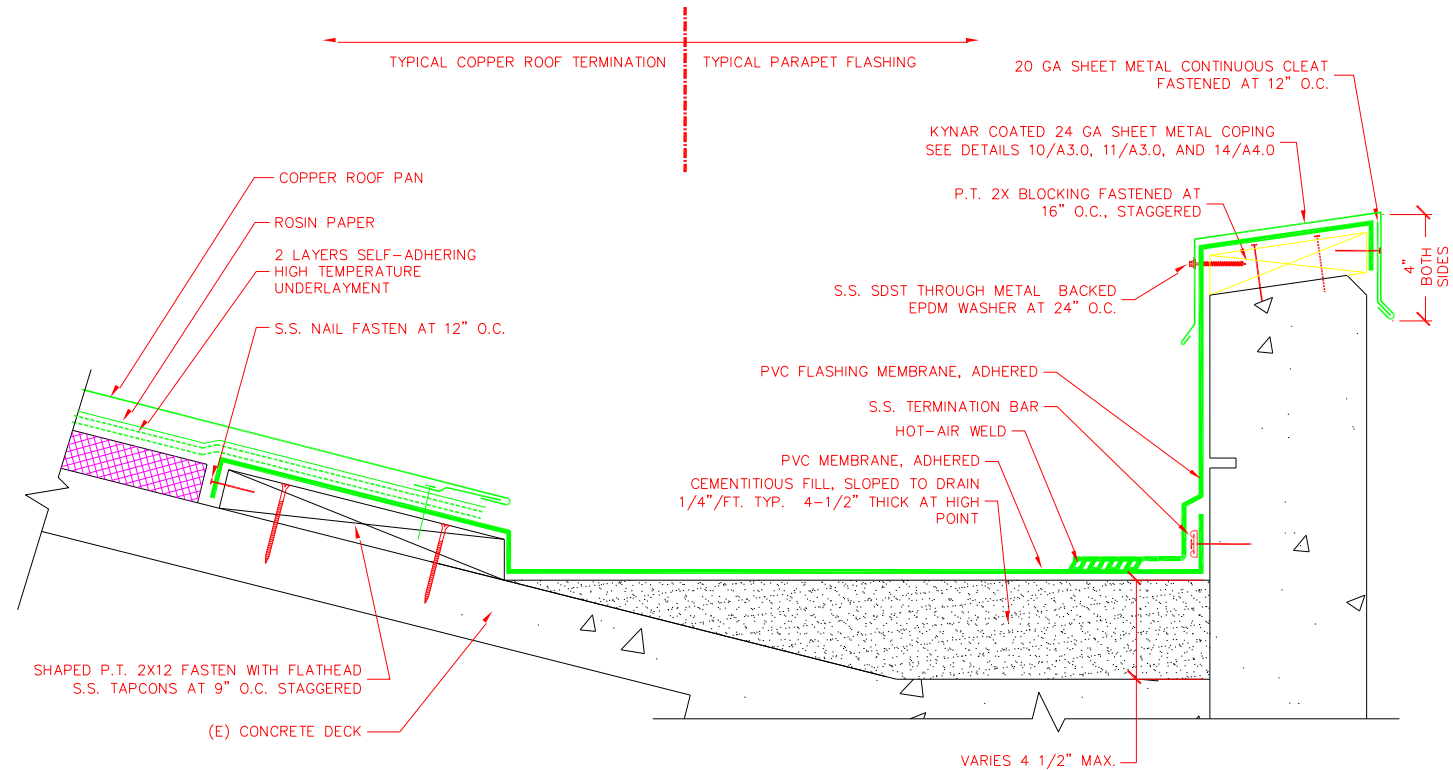 TYPICAL COPPER ROOF TERMINATION
TYPICAL PARAPET FLASHING
20 GA SHEET METAL CONTINUOUS CLEAT
FASTENED AT 12" O.C.
KYNAR COATED 24 GA SHEET METAL COPING
SEE DETAILS 10/A3.0, 11/A3.0, AND 14/A4.0
P.T. 2X BLOCKING FASTENED AT
16" O.C., STAGGERED
4"
BOTH
SIDES
S.S. SDST THROUGH METAL BACKED
EPDM WASHER AT 24" O.C.
COPPER ROOF PAN
ROSIN PAPER
2 LAYERS SELF-ADHERING
HIGH TEMPERATURE
UNDERLAYMENT
S.S. NAIL FASTEN AT 12" O.C.
PVC FLASHING MEMBRANE, ADHERED
S.S. TERMINATION BAR
HOT-AIR WELD
PVC MEMBRANE, ADHERED
CEMENTITIOUS FILL, SLOPED TO DRAIN
1/4"/FT. TYP. 4-1/2" THICK AT HIGH
POINT
SHAPED P.T. 2X12 FASTEN WITH FLATHEAD
S.S. TAPCONS AT 9" O.C. STAGGERED
(E) CONCRETE DECK
VARIES 4 1/2" MAX.